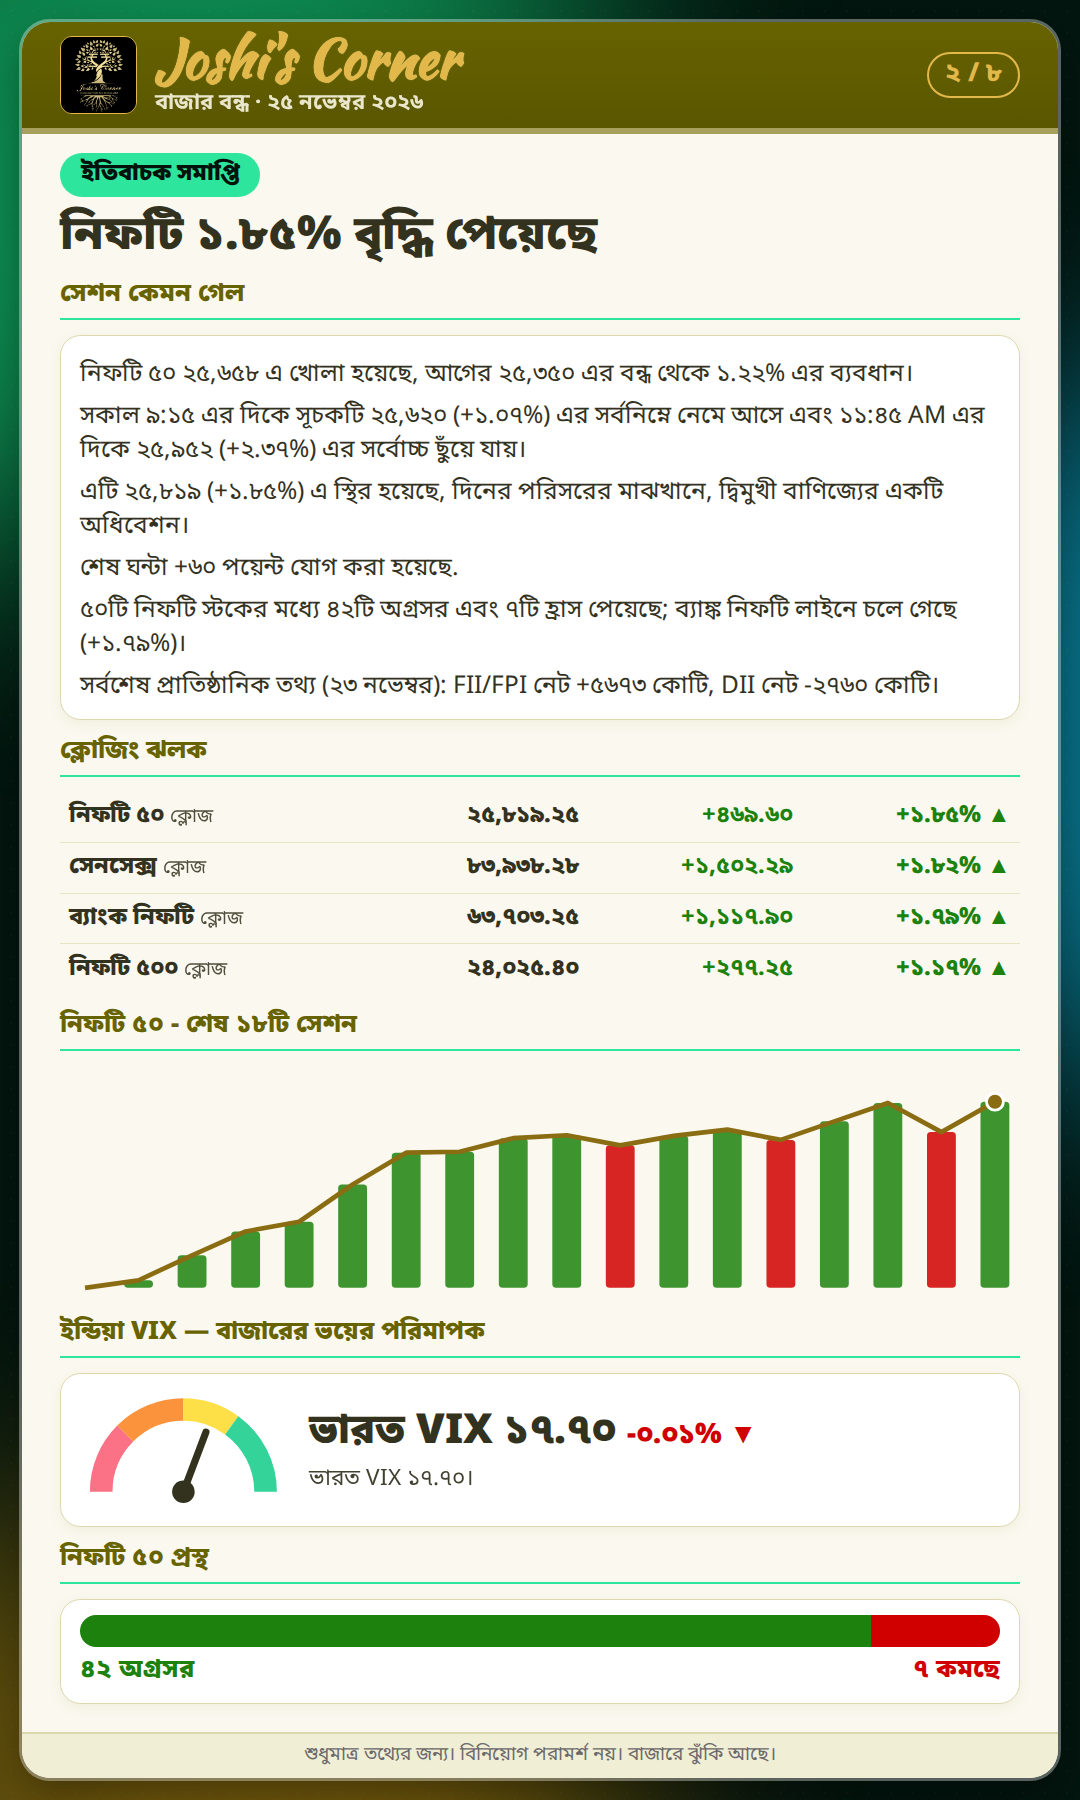 Joshi's Corner
Joshi's Corner
বাজার বন্ধ · ২৫ নভেম্বর ২০২৬
২ / ৮
ইতিবাচক সমাপ্তি
নিফটি ১.৮৫% বৃদ্ধি পেয়েছে
সেশন কেমন গেল
নিফটি ৫০ ২৫,৬৫৮ এ খোলা হয়েছে, আগের ২৫,৩৫০ এর বন্ধ থেকে ১.২২% এর ব্যবধান।
সকাল ৯:১৫ এর দিকে সূচকটি ২৫,৬২০ (+১.০৭%) এর সর্বনিম্নে নেমে আসে এবং ১১:৪৫ AM এর
দিকে ২৫,৯৫২ (+২.৩৭%) এর সর্বোচ্চ ছুঁয়ে যায়।
এটি ২৫,৮১৯ (+১.৮৫%) এ স্থির হয়েছে, দিনের পরিসরের মাঝখানে, দ্বিমুখী বাণিজ্যের একটি
অধিবেশন।
শেষ ঘন্টা +৬০ পয়েন্ট যোগ করা হয়েছে.
৫০টি নিফটি স্টকের মধ্যে ৪২টি অগ্রসর এবং ৭টি হ্রাস পেয়েছে; ব্যাঙ্ক নিফটি লাইনে চলে গেছে
(+১.৭৯%)।
সর্বশেষ প্রাতিষ্ঠানিক তথ্য (২৩ নভেম্বর): FII/FPI নেট +৫৬৭৩ কোটি, DII নেট -২৭৬০ কোটি।
ক্লোজিং ঝলক
নিফটি ৫০ ক্লোজ ২৫,৮১৯.২৫ +৪৬৯.৬০ +১.৮৫% ▲
সেনসেক্স ক্লোজ ৮৩,৯৩৮.২৮ +১,৫০২.২৯ +১.৮২% ▲
ব্যাংক নিফটি ক্লোজ ৬৩,৭০৩.২৫ +১,১১৭.৯০ +১.৭৯% ▲
নিফটি ৫০০ ক্লোজ ২৪,০২৫.৪০ +২৭৭.২৫ +১.১৭% ▲
নিফটি ৫০ - শেষ ১৮টি সেশন
ইন্ডিয়া VIX — বাজারের ভয়ের পরিমাপক
ভারত VIX ১৭.৭০ -০.০১% ▼
ভারত VIX ১৭.৭০।
নিফটি ৫০ প্রস্থ
৪২ অগ্রসর
৭ কমছে
শুধুমাত্র তথ্যের জন্য। বিনিয়োগ পরামর্শ নয়। বাজারে ঝুঁকি আছে।